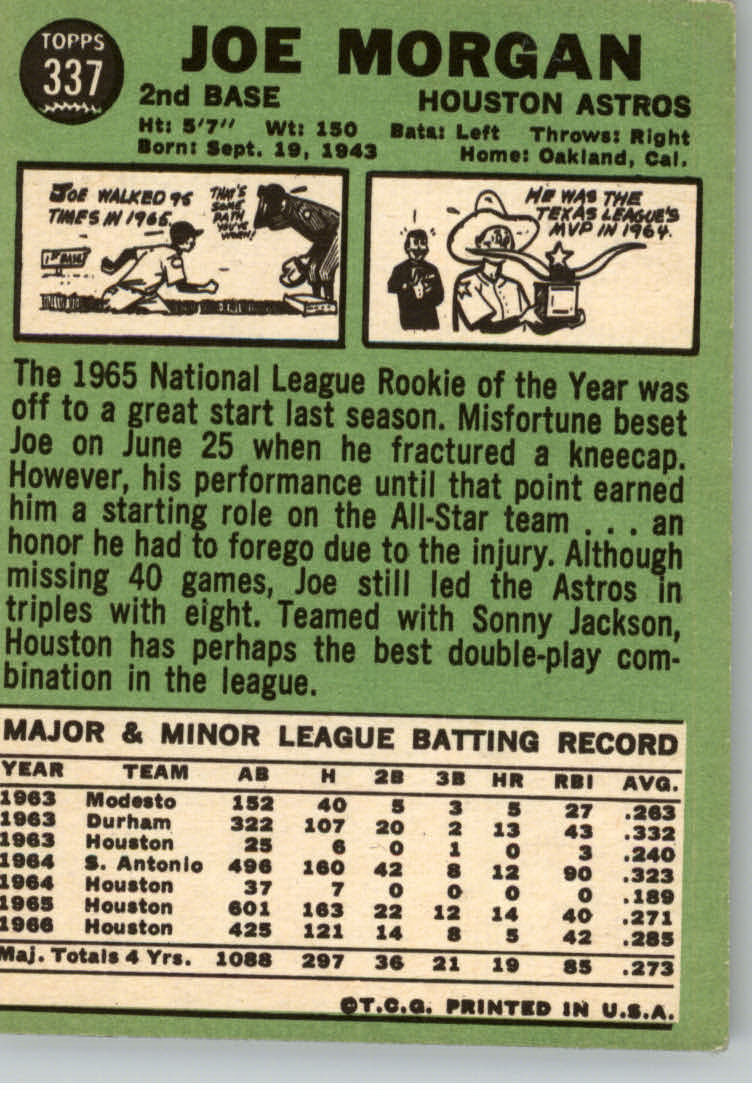 TOPPS
337
JOE MORGAN
2nd BASE HOUSTON ASTROS
Ht: 5'7" Wt: 150 Bats: Left Throws: Right
Born: Sept. 19, 1943 Home: Oakland, Cal.
JOE WALKED 95
TIMES IN 1965.
THAT'S
SOME
PATH
YOU'VE
WORN!
1ST BASE
HE WAS THE
TEXAS LEAGUE'S
MVP IN 1964.
The 1965 National League Rookie of the Year was
off to a great start last season. Misfortune beset
Joe on June 25 when he fractured a kneecap.
However, his performance until that point earned
him a starting role on the All-Star team . . . an
honor he had to forego due to the injury. Although
missing 40 games, Joe still led the Astros in
triples with eight. Teamed with Sonny Jackson,
Houston has perhaps the best double-play com-
bination in the league.
MAJOR & MINOR LEAGUE BATTING RECORD
YEAR TEAM AB H 2B 3B HR RBI AVG.
1963 Modesto 152 40 5 3 5 27 .263
1963 Durham 322 107 20 2 13 43 .332
1963 Houston 25 6 0 1 0 3 .240
1964 S. Antonio 496 160 42 8 12 90 .323
1964 Houston 37 7 0 0 0 0 .189
1965 Houston 601 163 22 12 14 40 .271
1966 Houston 425 121 14 8 5 42 .285
Maj. Totals 4 Yrs. 1088 297 36 21 19 85 .273
©T.C.G. PRINTED IN U.S.A.